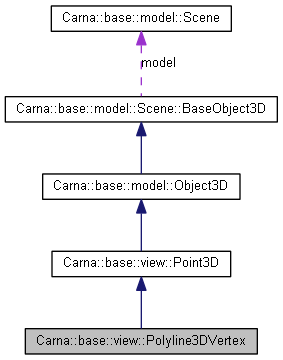 Carna::base::model::Scene
model
Carna::base::model::Scene::BaseObject3D
Carna::base::model::Object3D
Carna::base::view::Point3D
Carna::base::view::Polyline3DVertex